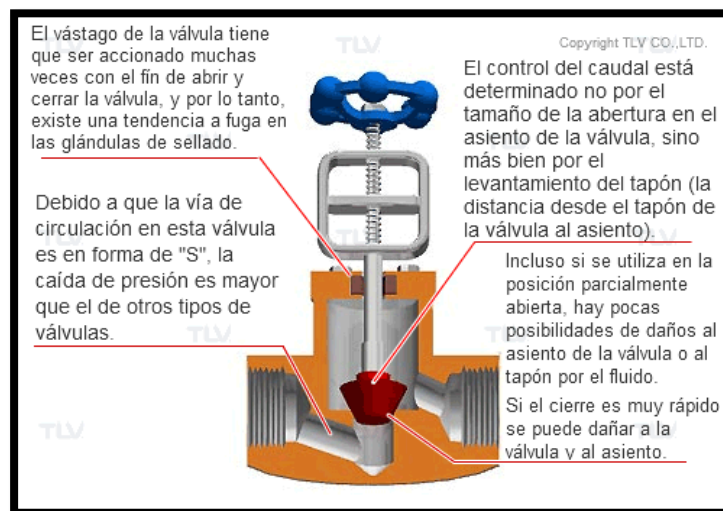 El vástago de la válvula tiene
que ser accionado muchas
veces con el fín de abrir y
cerrar la válvula, y por lo tanto,
existe una tendencia a fuga en
las glándulas de sellado.
Debido a que la vía de
circulación en esta válvula
es en forma de "S", la
caída de presión es mayor
que el de otros tipos de
válvulas.
Copyright TLV CO.,LTD.
El control del caudal está
determinado no por el
tamaño de la abertura en el
asiento de la válvula, sino
más bien por el
levantamiento del tapón (la
distancia desde el tapón de
la válvula al asiento).
Incluso si se utiliza en la
posición parcialmente
abierta, hay pocas
posibilidades de daños al
asiento de la válvula o al
tapón por el fluido.
Si el cierre es muy rápido
se puede dañar a la
válvula y al asiento.
TLV
TLV
TLV
TLV
TLV
TLV